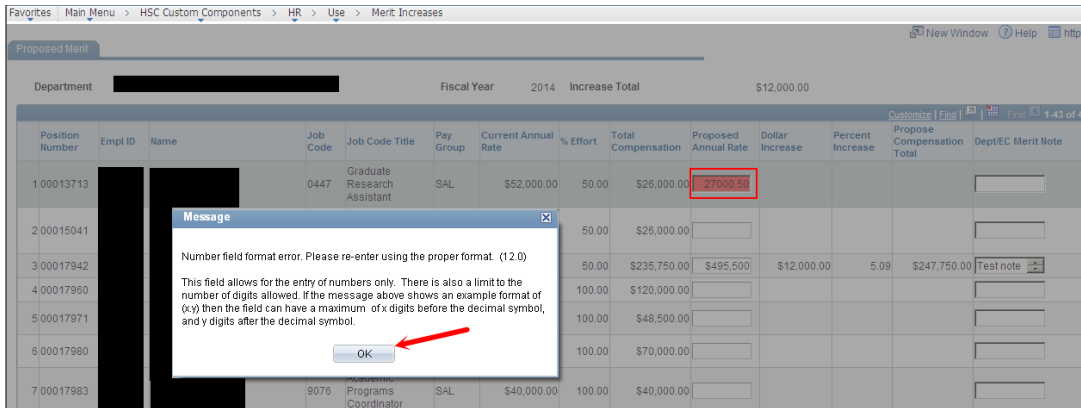 Favorites Main Menu > HSC Custom Components > HR > Use > Merit Increases
New Window Help http
Proposed Merit
Department Fiscal Year 2014 Increase Total $12,000.00
Customize | Find | First 1-43 of 4
Position Number Empl ID Name Job Code Job Code Title Pay Group Current Annual Rate % Effort Total Compensation Proposed Annual Rate Dollar Increase Percent Increase Propose Compensation Total Dept/EC Merit Note
1 00013713 0447 Graduate Research Assistant SAL $52,000.00 50.00 $26,000.00 27000.50
2 00015041 50.00 $26,000.00
3 00017942 50.00 $235,750.00 $495,500 $12,000.00 5.09 $247,750.00 Test note
4 00017960 100.00 $120,000.00
5 00017971 100.00 $48,500.00
6 00017980 100.00 $70,000.00
7 00017983 9076 Academic Programs Coordinator SAL $40,000.00 100.00 $40,000.00
Message
Number field format error. Please re-enter using the proper format. (12.0)
This field allows for the entry of numbers only. There is also a limit to the
number of digits allowed. If the message above shows an example format of
(x.y) then the field can have a maximum of x digits before the decimal symbol,
and y digits after the decimal symbol.
OK